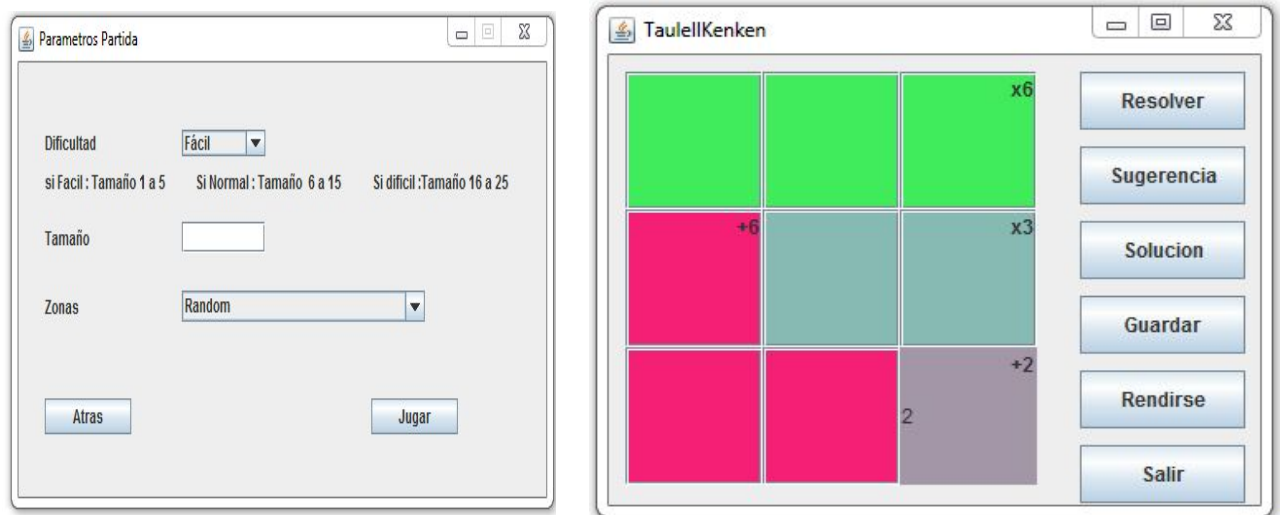 Parametros Partida
Dificultad
Fácil
si Facil : Tamaño 1 a 5
Si Normal : Tamaño 6 a 15
Si dificil :Tamaño 16 a 25
Tamaño
Zonas
Random
Atras
Jugar
TaulellKenken
x6
+6
x3
+2
2
Resolver
Sugerencia
Solucion
Guardar
Rendirse
Salir